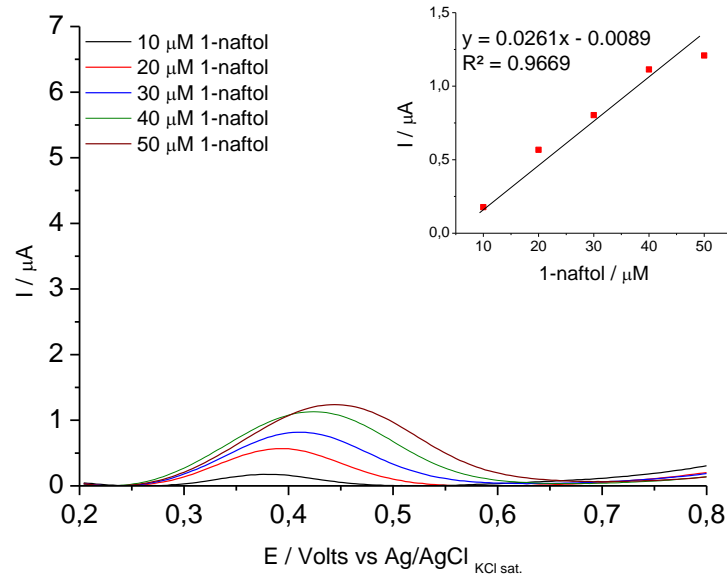 7
6
5
4
3
2
1
0
I / μA
10 μM 1-naftol
20 μM 1-naftol
30 μM 1-naftol
40 μM 1-naftol
50 μM 1-naftol
y = 0.0261x - 0.0089
R² = 0.9669
1,0
0,5
0,0
I / μA
10 20 30 40 50
1-naftol / μM
0,2 0,3 0,4 0,5 0,6 0,7 0,8
E / Volts vs Ag/AgCl KCl sat.